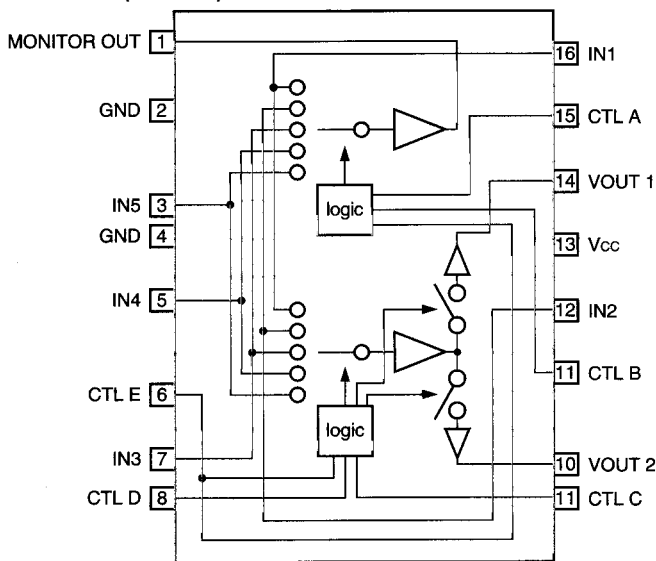 MONITOR OUT 1
GND 2
IN5 3
GND 4
IN4 5
CTL E 6
IN3 7
CTL D 8
logic
logic
16 IN1
15 CTL A
14 VOUT 1
13 Vcc
12 IN2
11 CTL B
10 VOUT 2
11 CTL C